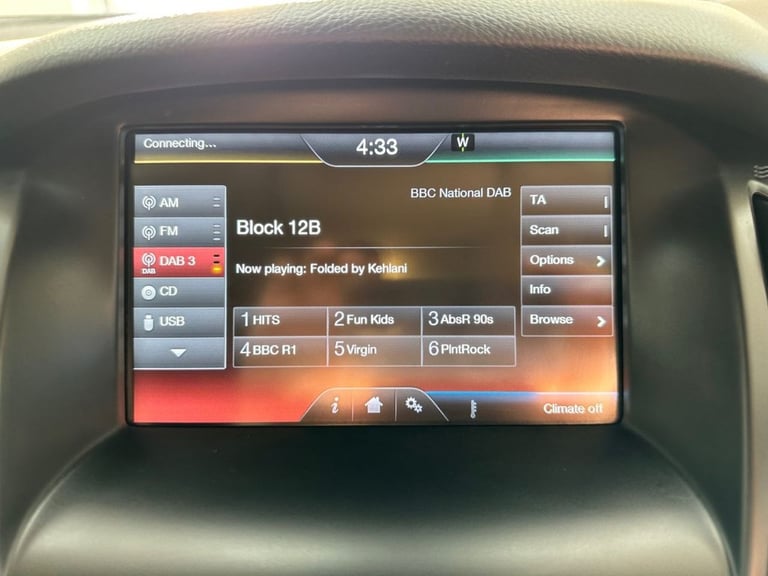 Connecting...
4:33
W
BBC National DAB
AM
FM
DAB 3
DAB
CD
USB
Block 12B
Now playing: Folded by Kehlani
1 HITS
2 Fun Kids
3 AbsR 90s
4 BBC R1
5 Virgin
6 PlntRock
TA
Scan
Options
Info
Browse
i
Climate off